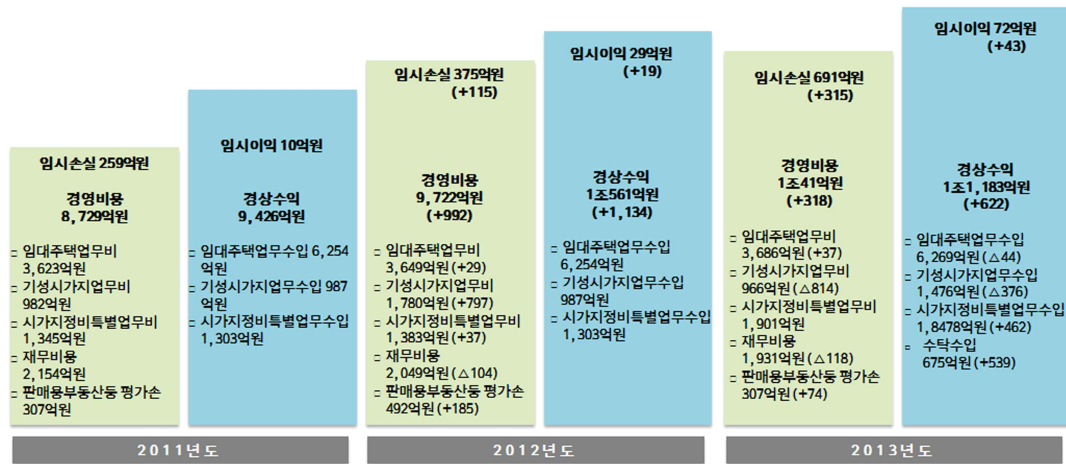 임시손실 259억원
경영비용
8,729억원
□ 임대주택업무비
3,623억원
□ 기성시가지업무비
982억원
□ 시가지정비특별업무비
1,345억원
□ 재무비용
2,154억원
□ 판매용부동산등 평가손
307억원
임시이익 10억원
경상수익
9,426억원
□ 임대주택업무수입 6,254
억원
□ 기성시가지업무수입 987
억원
□ 시가지정비특별업무수입
1,303억원
2011년도
임시손실 375억원
(+115)
경영비용
9,722억원
(+992)
□ 임대주택업무비
3,649억원 (+29)
□ 기성시가지업무비
1,780억원 (+797)
□ 시가지정비특별업무비
1,383억원 (+37)
□ 재무비용
2,049억원 (△104)
□ 판매용부동산등 평가손
492억원 (+185)
임시이익 29억원
(+19)
경상수익
1조561억원
(+1,134)
□ 임대주택업무수입
6,254억원
□ 기성시가지업무수입
987억원
□ 시가지정비특별업무수입
1,303억원
2012년도
임시손실 691억원
(+315)
경영비용
1조41억원
(+318)
□ 임대주택업무비
3,686억원 (+37)
□ 기성시가지업무비
966억원 (△814)
□ 시가지정비특별업무비
1,901억원
□ 재무비용
1,931억원 (△118)
□ 판매용부동산등 평가손
307억원 (+74)
임시이익 72억원
(+43)
경상수익
1조1,183억원
(+622)
□ 임대주택업무수입
6,269억원 (△44)
□ 기성시가지업무수입
1,476억원 (△376)
□ 시가지정비특별업무수입
1,8478억원 (+462)
□ 수탁수입
675억원 (+539)
2013년도